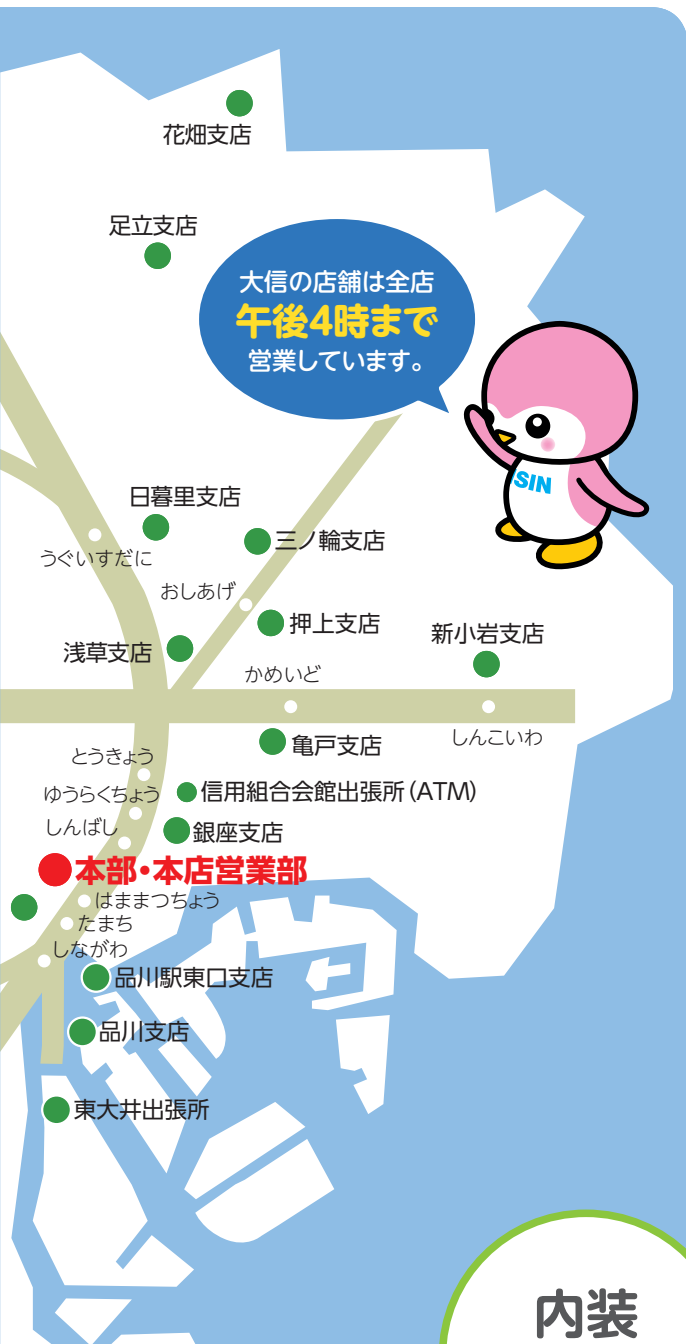 花畑支店
足立支店
大信の店舗は全店
午後4時まで
営業しています。
SIN
日暮里支店
うぐいすだに
三ノ輪支店
おしあげ
押上支店
新小岩支店
浅草支店
かめいど
亀戸支店
しんこいわ
とうきょう
ゆうらくちょう
信用組合会館出張所(ATM)
しんばし
銀座支店
本部・本店営業部
はままつちょう
たまち
しながわ
品川駅東口支店
品川支店
東大井出張所
内装